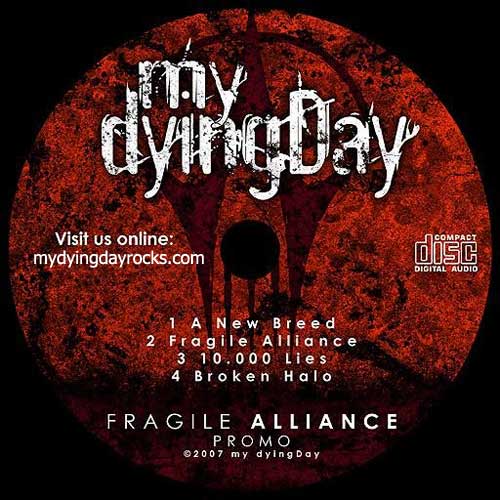 my
dyingDay
Visit us online:
mydyingdayrocks.com
COMPACT
disc
DIGITAL AUDIO
1 A New Breed
2 Fragile Alliance
3 10.000 Lies
4 Broken Halo
FRAGILE ALLIANCE
PROMO
©2007 my dyingDay